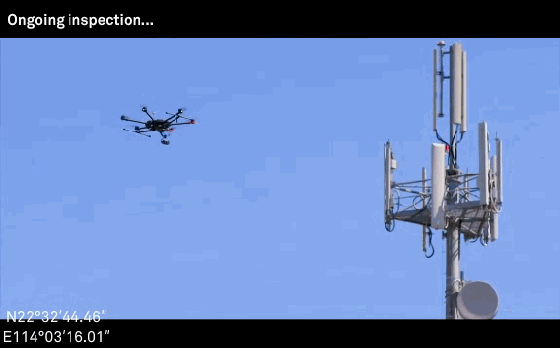 Ongoing inspection...
N22°32′44.46″
E114°03′16.01″